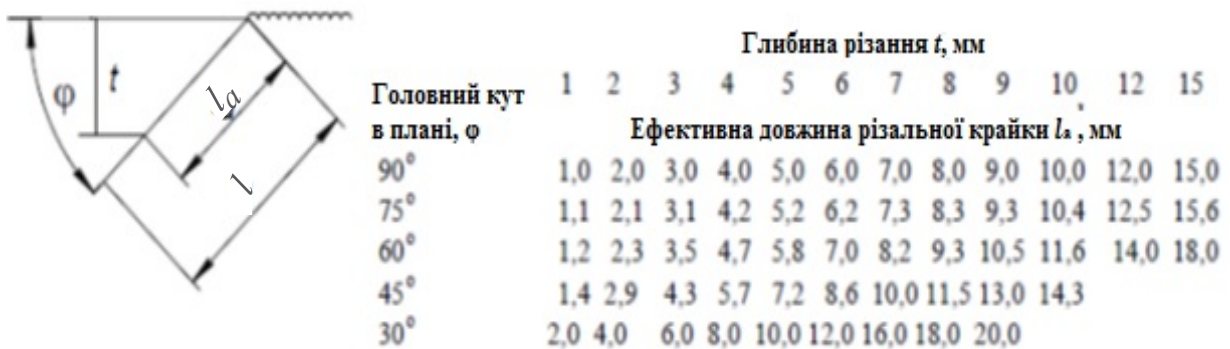 Глибина різання t, мм
Головний кут в плані, φ
1 2 3 4 5 6 7 8 9 10 12 15
Ефективна довжина різальної крайки lа, мм
90° 1,0 2,0 3,0 4,0 5,0 6,0 7,0 8,0 9,0 10,0 12,0 15,0
75° 1,1 2,1 3,1 4,2 5,2 6,2 7,3 8,3 9,3 10,4 12,5 15,6
60° 1,2 2,3 3,5 4,7 5,8 7,0 8,2 9,3 10,5 11,6 14,0 18,0
45° 1,4 2,9 4,3 5,7 7,2 8,6 10,0 11,5 13,0 14,3
30° 2,0 4,0 6,0 8,0 10,0 12,0 16,0 18,0 20,0
φ
t
la
l